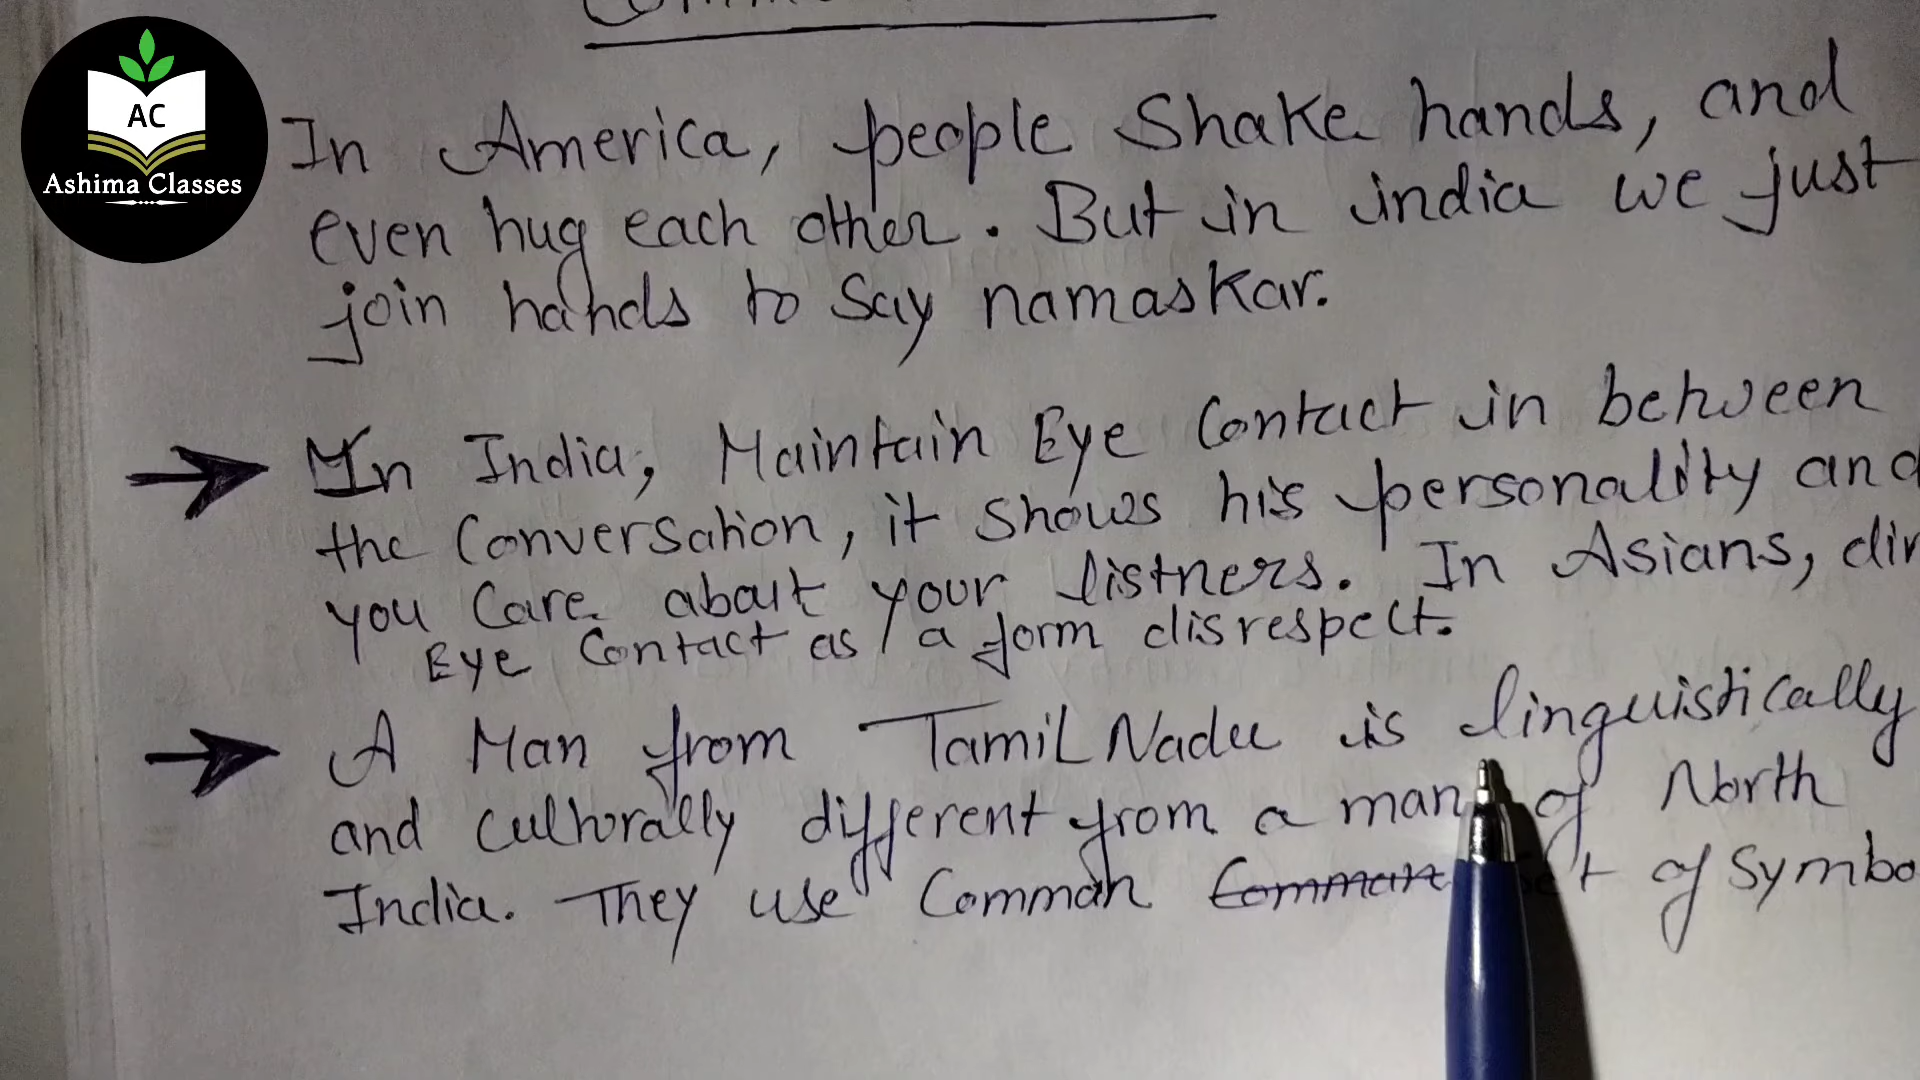 AC
Ashima Classes
In America, people Shake hands, and
even hug each other. But in india we just
join hands to Say namaskar.
In India, Maintain Eye Contact in between
the Conversation, it shows his personality and
you Care about your listners. In Asians, dir
Eye Contact as a form disrespect.
A Man from Tamil Nadu is linguistically
and culturally different from a man of North
India. They use Comman Comman set of Symbo